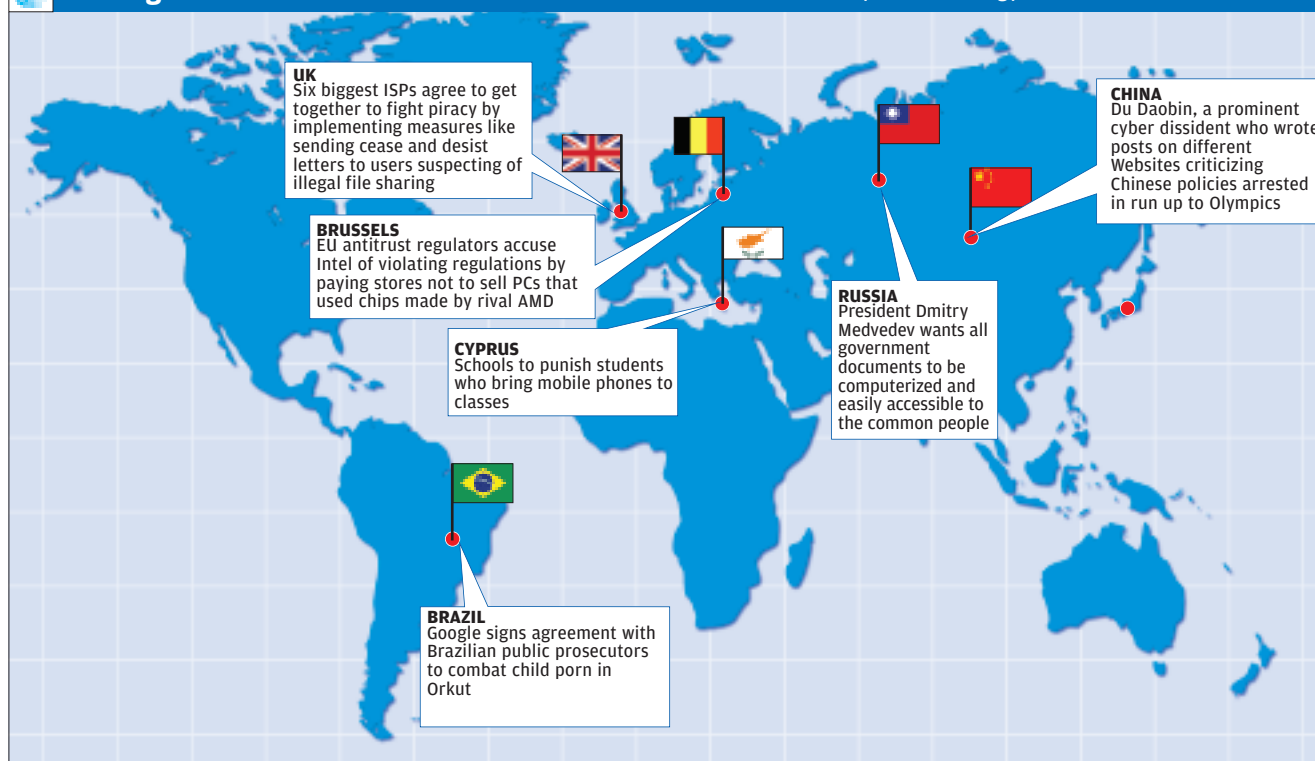 UK
Six biggest ISPs agree to get
together to fight piracy by
implementing measures like
sending cease and desist
letters to users suspecting of
illegal file sharing
BRUSSELS
EU antitrust regulators accuse
Intel of violating regulations by
paying stores not to sell PCs that
used chips made by rival AMD
CYPRUS
Schools to punish students
who bring mobile phones to
classes
BRAZIL
Google signs agreement with
Brazilian public prosecutors
to combat child porn in
Orkut
RUSSIA
President Dmitry
Medvedev wants all
government
documents to be
computerized and
easily accessible to
the common people
CHINA
Du Daobin, a prominent
cyber dissident who wrote
posts on different
Websites criticizing
Chinese policies arrested
in run up to Olympics